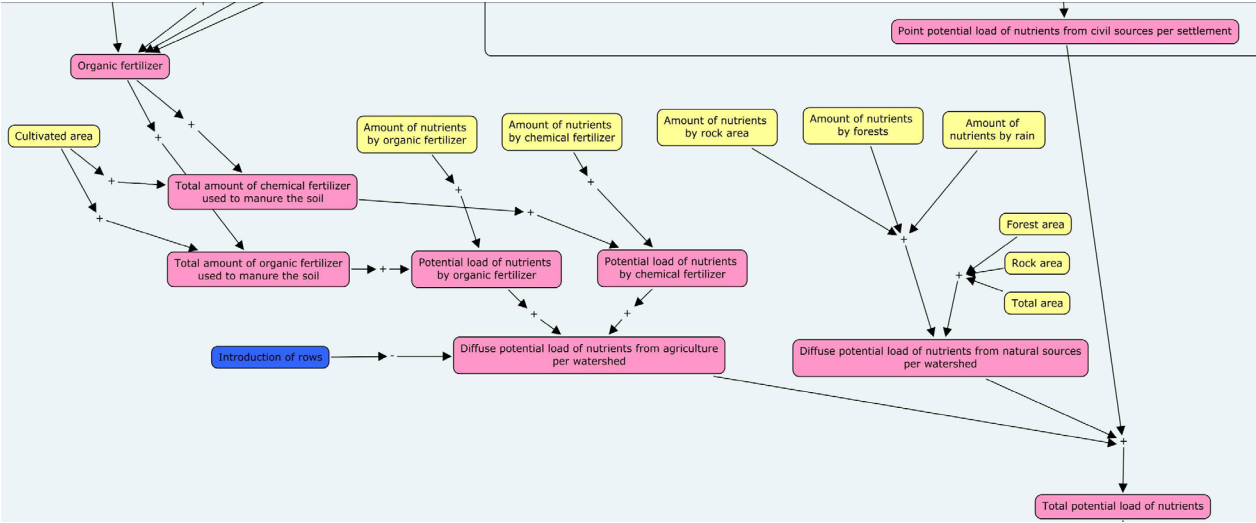 Point potential load of nutrients from civil sources per settlement
Organic fertilizer
+
+
Cultivated area
Amount of nutrients
by organic fertilizer
Amount of nutrients
by chemical fertilizer
Amount of nutrients
by rock area
Amount of nutrients
by forests
Amount of
nutrients by rain
+
Total amount of chemical fertilizer
used to manure the soil
+
+
+
+
+
Forest area
Rock area
Total area
+
Total amount of organic fertilizer
used to manure the soil
+
Potential load of nutrients
by organic fertilizer
Potential load of nutrients
by chemical fertilizer
+
+
Introduction of rows
-
Diffuse potential load of nutrients from agriculture
per watershed
Diffuse potential load of nutrients from natural sources
per watershed
+
Total potential load of nutrients